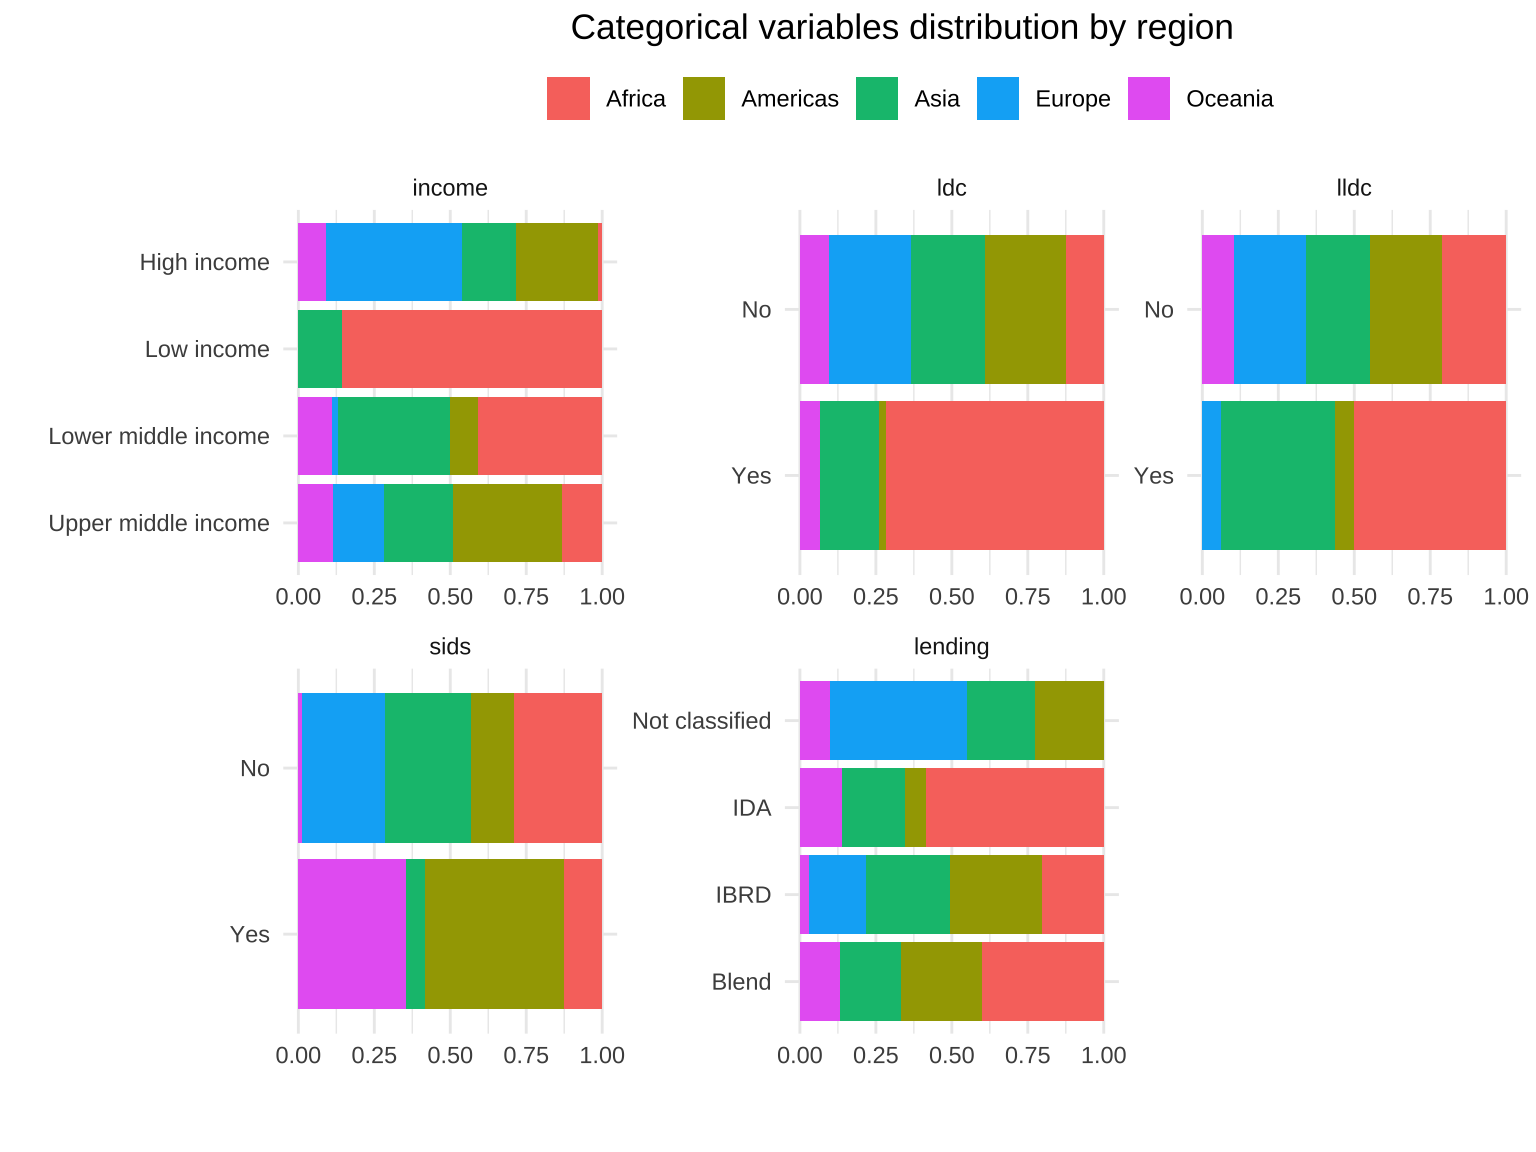 Categorical variables distribution by region
Africa Americas Asia Europe Oceania
income
High income
Low income
Lower middle income
Upper middle income
0.00 0.25 0.50 0.75 1.00
ldc
No
Yes
0.00 0.25 0.50 0.75 1.00
lldc
No
Yes
0.00 0.25 0.50 0.75 1.00
sids
No
Yes
0.00 0.25 0.50 0.75 1.00
lending
Not classified
IDA
IBRD
Blend
0.00 0.25 0.50 0.75 1.00